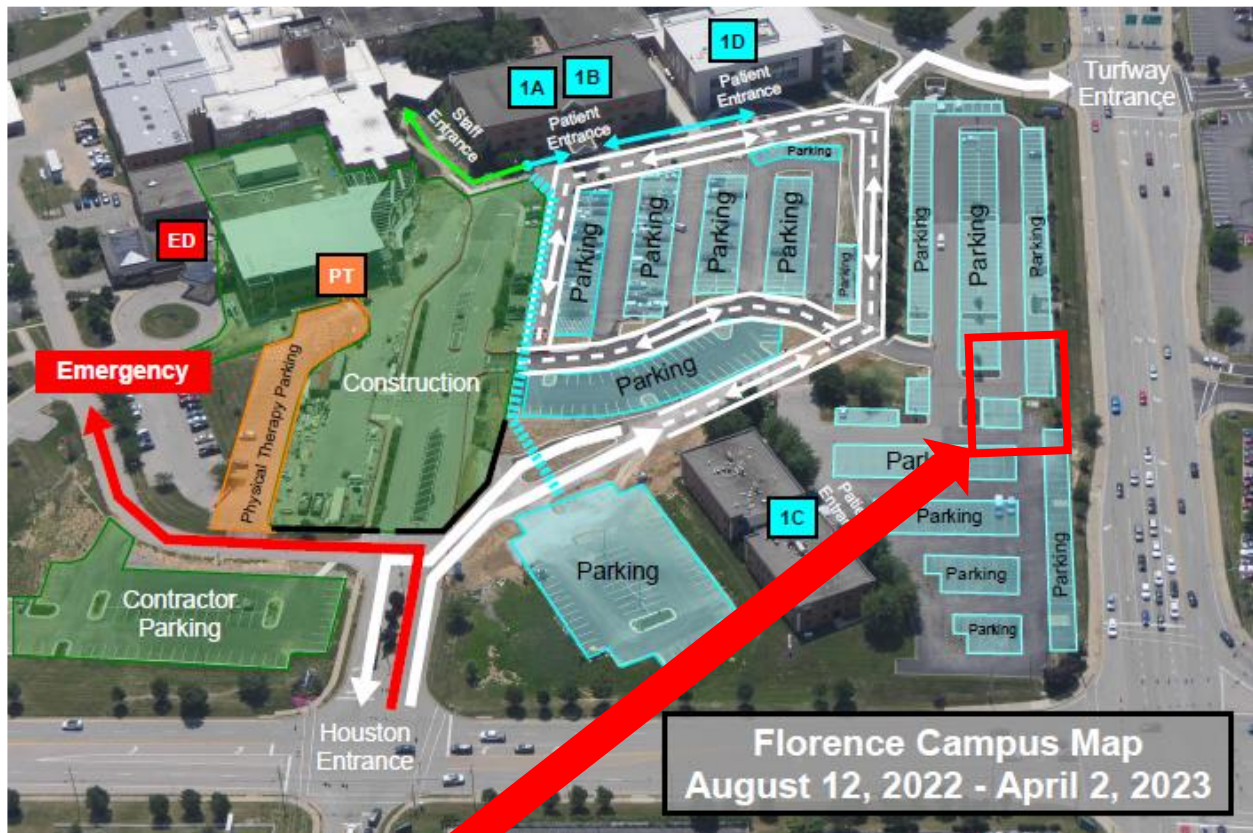 1D
1B
1A
Patient
Entrance
Patient
Entrance
Staff
Entrance
Turfway
Entrance
Parking
Parking
Parking
Parking
Parking
Parking
Parking
Parking
Parking
ED
PT
Emergency
Construction
Physical Therapy Parking
Parking
1C
Parking
Parking
Parking
Parking
Parking
Contractor
Parking
Houston
Entrance
Florence Campus Map
August 12, 2022 - April 2, 2023